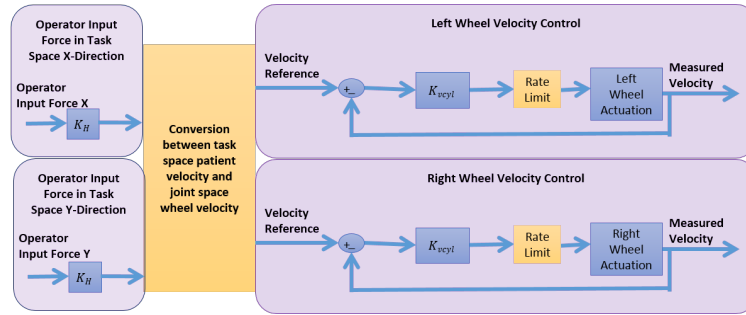 Operator Input
Force in Task
Space X-Direction
Operator
Input Force X
K_H
Operator Input
Force in Task
Space Y-Direction
Operator
Input Force Y
K_H
Conversion
between task
space patient
velocity and
joint space
wheel velocity
Left Wheel Velocity Control
Velocity
Reference
+_
K_vcyl
Rate
Limit
Left
Wheel
Actuation
Measured
Velocity
Right Wheel Velocity Control
Velocity
Reference
+_
K_vcyl
Rate
Limit
Right
Wheel
Actuation
Measured
Velocity